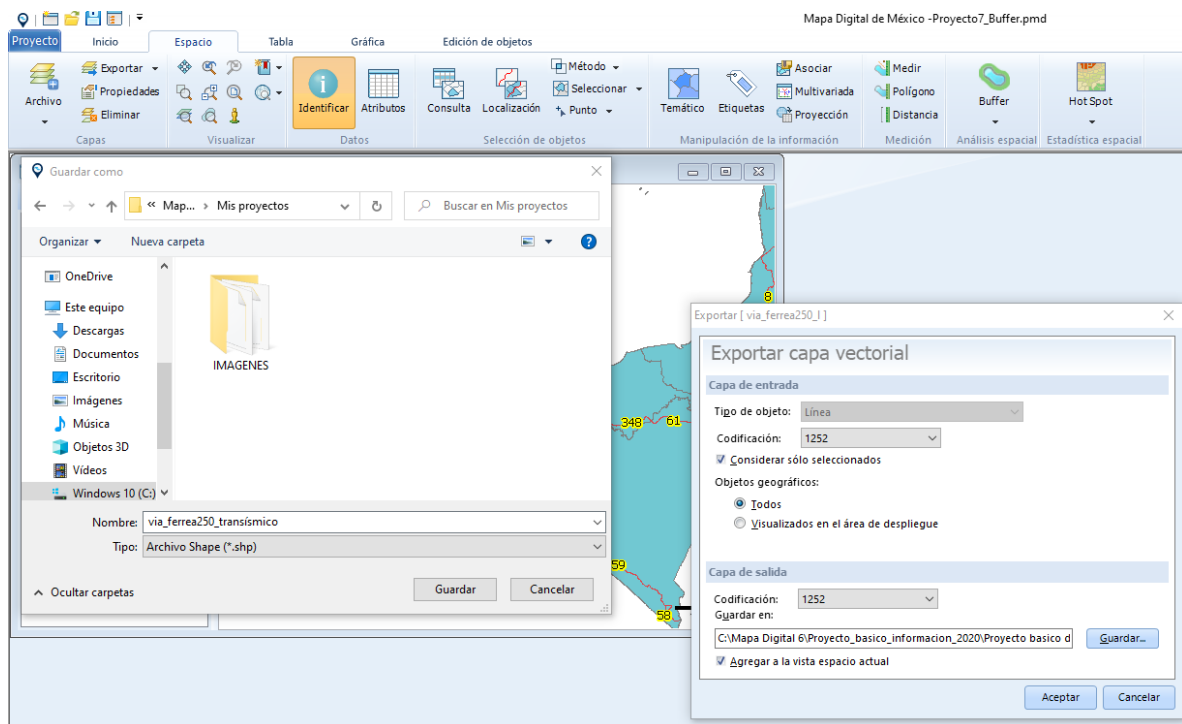 Mapa Digital de México -Proyecto7_Buffer.pmd
Proyecto Inicio Espacio Tabla Gráfica Edición de objetos
Archivo
Exportar
Propiedades
Eliminar
Capas
Visualizar
Identificar
Atributos
Datos
Consulta
Localización
Método
Seleccionar
Punto
Selección de objetos
Temático
Etiquetas
Asociar
Multivariada
Proyección
Manipulación de la información
Medir
Polígono
Distancia
Medición
Buffer
Análisis espacial
Hot Spot
Estadística espacial
Guardar como
« Map... › Mis proyectos
Buscar en Mis proyectos
Organizar
Nueva carpeta
OneDrive
Este equipo
Descargas
Documentos
Escritorio
Imágenes
Música
Objetos 3D
Vídeos
Windows 10 (C:)
IMAGENES
Nombre: via_ferrea250_transísmico
Tipo: Archivo Shape (*.shp)
Ocultar carpetas
Guardar
Cancelar
8
348
61
59
58
Exportar [ via_ferrea250_l ]
Exportar capa vectorial
Capa de entrada
Tipo de objeto: Línea
Codificación: 1252
Considerar sólo seleccionados
Objetos geográficos:
Todos
Visualizados en el área de despliegue
Capa de salida
Codificación: 1252
Guardar en:
C:\Mapa Digital 6\Proyecto_basico_informacion_2020\Proyecto basico d
Guardar...
Agregar a la vista espacio actual
Aceptar
Cancelar